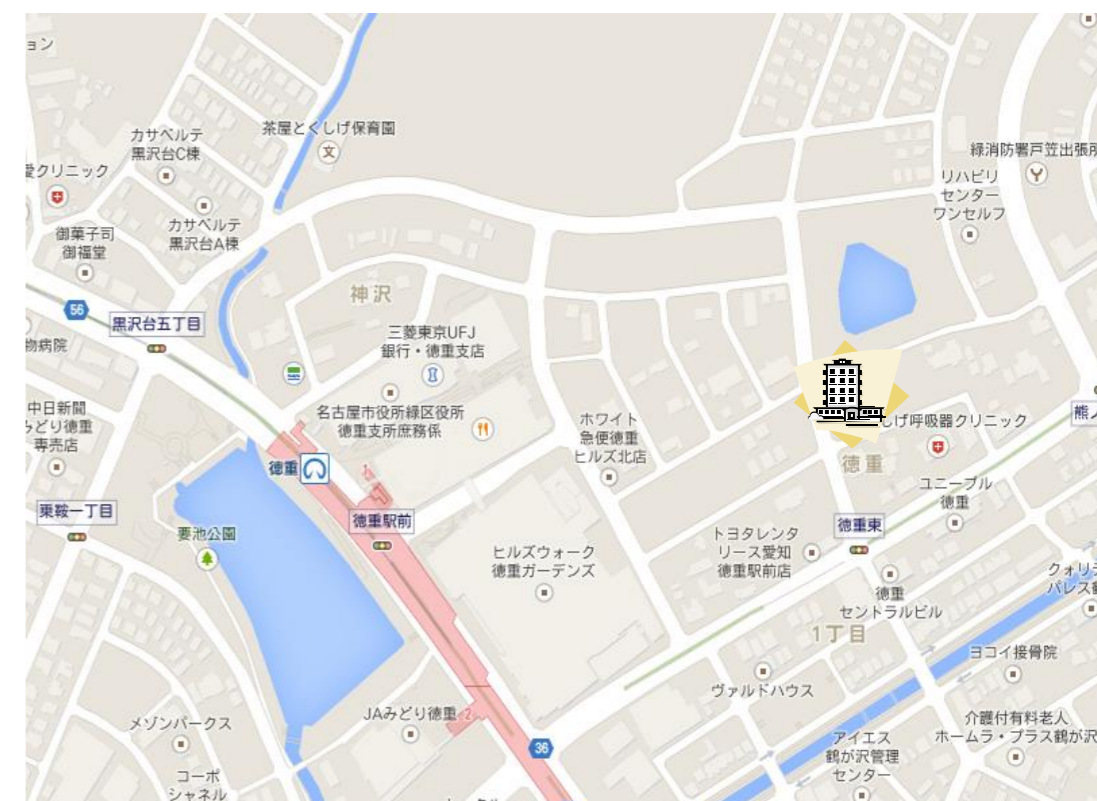 ョン
茶屋とくしげ保育園
文
カサベルテ
黒沢台C棟
愛クリニック
カサベルテ
黒沢台A棟
御菓子司
御福堂
緑消防署戸笠出張所
リハビリ
センター
ワンセルフ
56
黒沢台五丁目
神沢
物病院
三菱東京UFJ
銀行・徳重支店
名古屋市役所緑区役所
徳重支所庶務係
中日新聞
みどり徳重
専売店
ホワイト
急便徳重
ヒルズ北店
しげ呼吸器クリニック
熊ノ
徳重
徳重
1
ユニーブル
徳重
乗鞍一丁目
要池公園
徳重駅前
徳重東
トヨタレンタ
リース愛知
徳重駅前店
ヒルズウォーク
徳重ガーデンズ
クオリテ
パレス鶴
徳重
セントラルビル
1丁目
ヨコイ接骨院
ヴァルドハウス
メゾンパークス
JAみどり徳重
2
36
介護付有料老人
ホームラ・プラス鶴が沢
アイエス
鶴が沢管理
センター
コーポ
シャネル